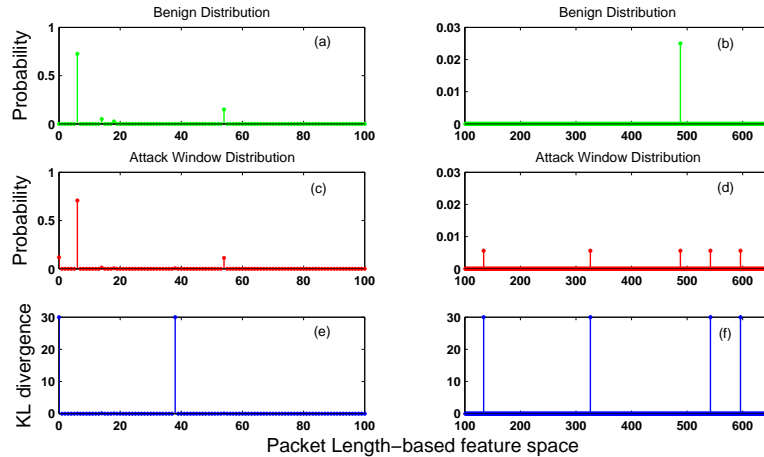 Benign Distribution
Benign Distribution
(a)
(b)
Probability
1
0.5
0
0 20 40 60 80 100
0.03
0.02
0.01
0
100 200 300 400 500 600
Attack Window Distribution
Attack Window Distribution
(c)
(d)
Probability
1
0.5
0
0 20 40 60 80 100
0.03
0.02
0.01
0
100 200 300 400 500 600
(e)
(f)
KL divergence
30
20
10
0
0 20 40 60 80 100
30
20
10
0
100 200 300 400 500 600
Packet Length−based feature space